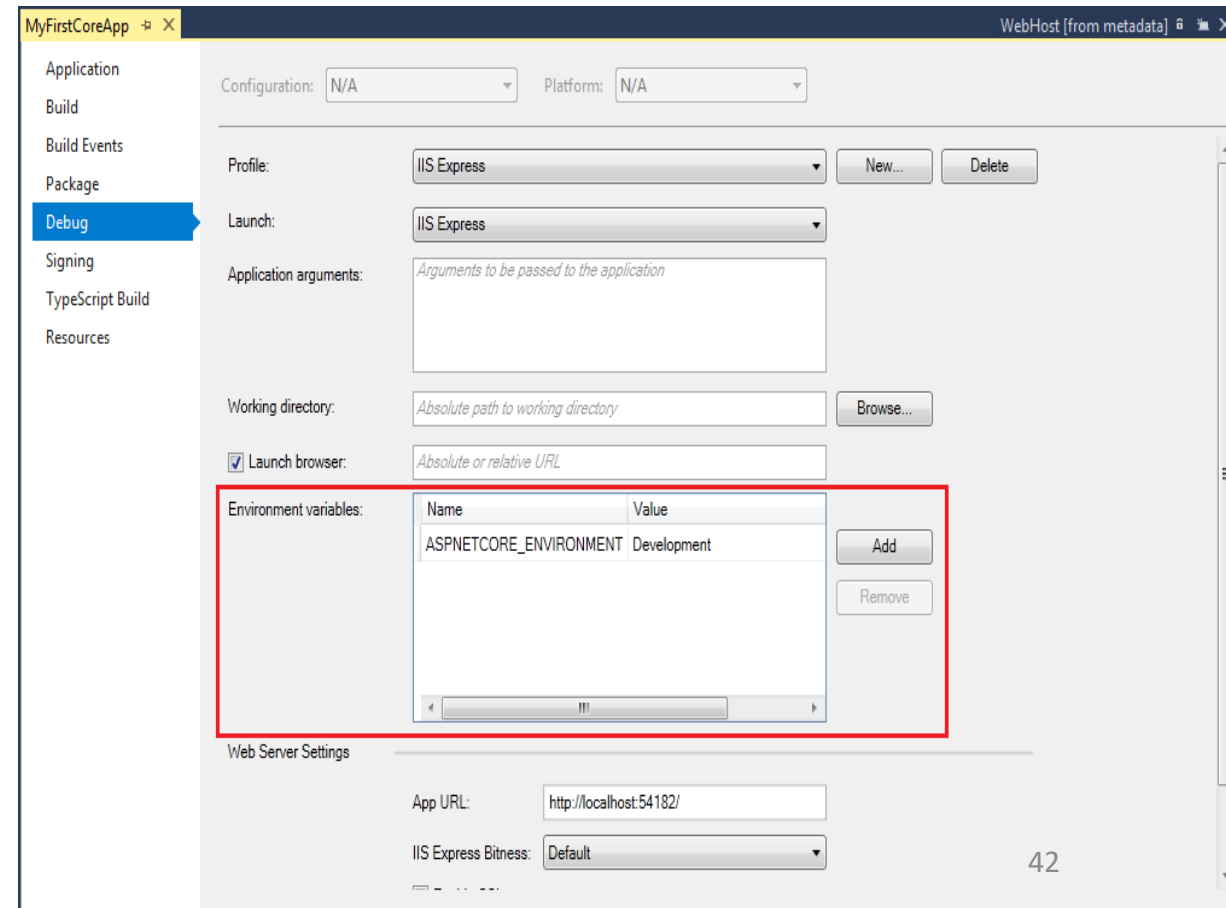 MyFirstCoreApp
WebHost [from metadata]
Application
Build
Build Events
Package
Debug
Signing
TypeScript Build
Resources
Configuration: N/A Platform: N/A
Profile: IIS Express New... Delete
Launch: IIS Express
Application arguments: Arguments to be passed to the application
Working directory: Absolute path to working directory Browse...
Launch browser: Absolute or relative URL
Environment variables: Name Value
ASPNETCORE_ENVIRONMENT Development Add
Remove
Web Server Settings
App URL: http://localhost:54182/
IIS Express Bitness: Default
42